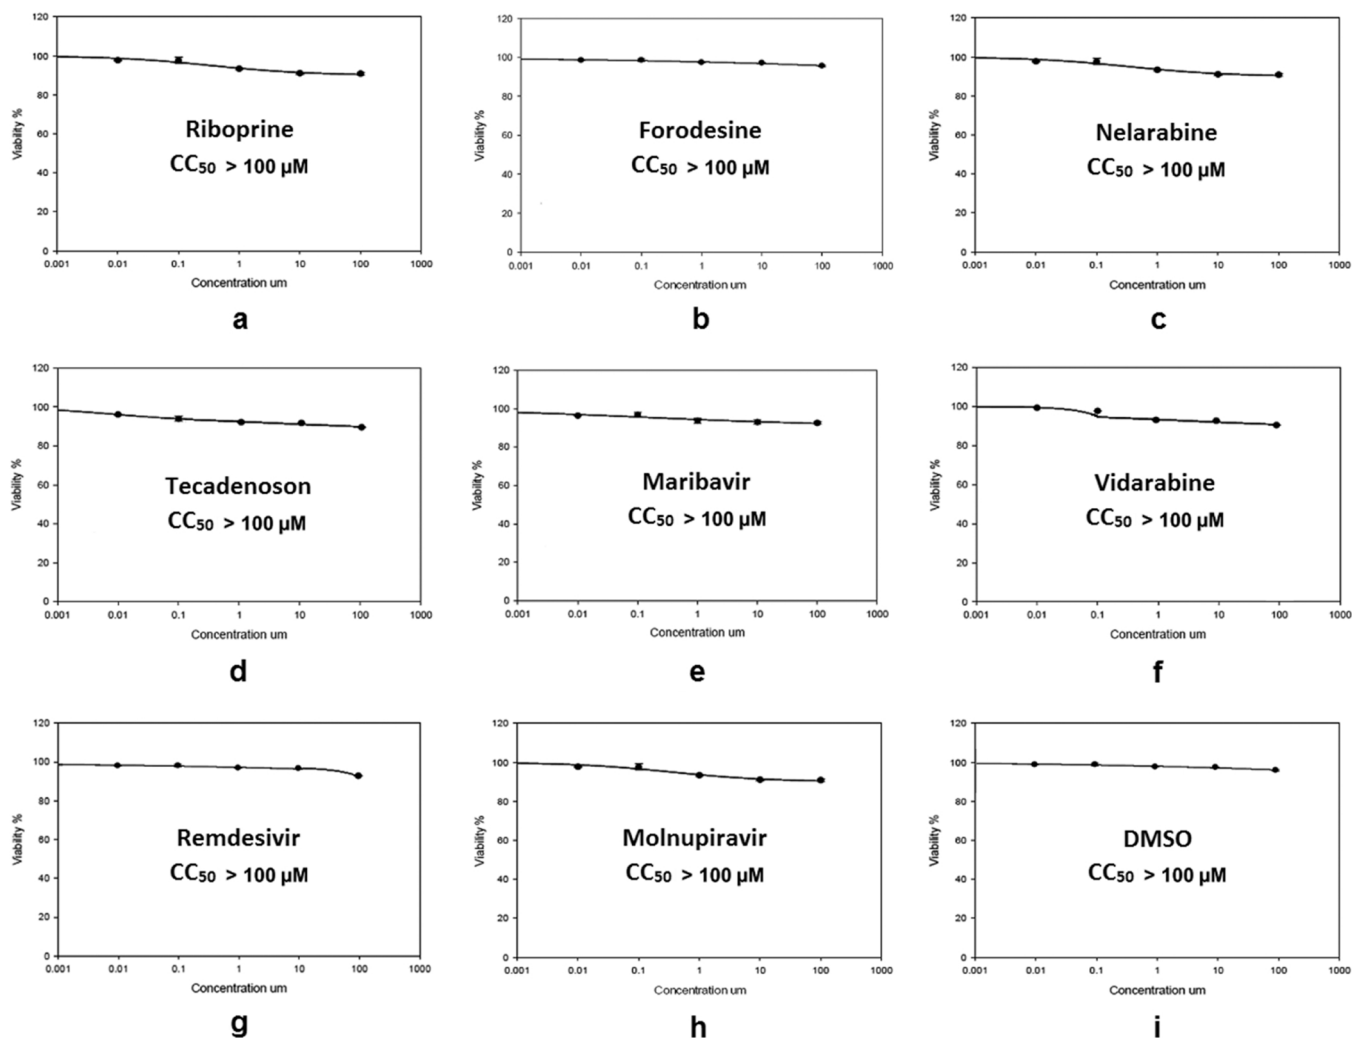 120
100
80
60
40
20
0
Viability %
Riboprine
CC₅₀ > 100 µM
0.001 0.01 0.1 1 10 100 1000
Concentration um
a
120
100
80
60
40
20
0
Viability %
Forodesine
CC₅₀ > 100 µM
0.001 0.01 0.1 1 10 100 1000
Concentration um
b
120
100
80
60
40
20
0
Viability %
Nelarabine
CC₅₀ > 100 µM
0.001 0.01 0.1 1 10 100 1000
Concentration um
c
120
100
80
60
40
20
0
Viability %
Tecadenoson
CC₅₀ > 100 µM
0.001 0.01 0.1 1 10 100 1000
Concentration um
d
120
100
80
60
40
20
0
Viability %
Maribavir
CC₅₀ > 100 µM
0.001 0.01 0.1 1 10 100 1000
Concentration um
e
120
100
80
60
40
20
0
Viability %
Vidarabine
CC₅₀ > 100 µM
0.001 0.01 0.1 1 10 100 1000
Concentration um
f
120
100
80
60
40
20
0
Viability %
Remdesivir
CC₅₀ > 100 µM
0.001 0.01 0.1 1 10 100 1000
Concentration um
g
120
100
80
60
40
20
0
Viability %
Molnupiravir
CC₅₀ > 100 µM
0.001 0.01 0.1 1 10 100 1000
Concentration um
h
120
100
80
60
40
20
0
Viability %
DMSO
CC₅₀ > 100 µM
0.001 0.01 0.1 1 10 100 1000
Concentration um
i